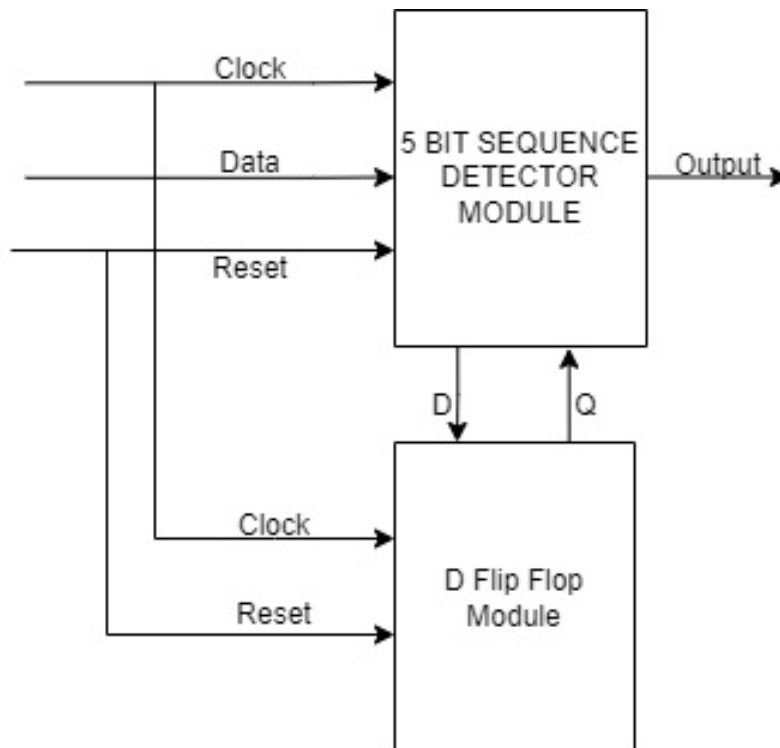 Clock
5 BIT SEQUENCE
DETECTOR
MODULE
Data
Output
Reset
D
Q
Clock
D Flip Flop
Module
Reset